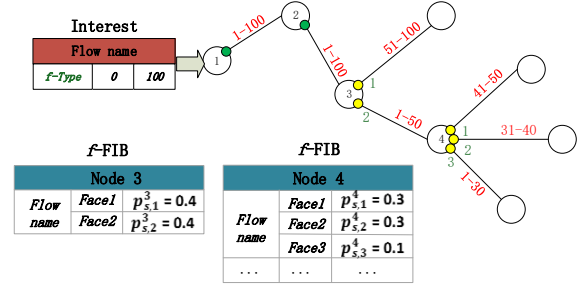 Interest
Flow name
f-Type 0 100
1
1-100
2
1-100
3
51-100
1
2
1-50
4
41-50
1
31-40
2
3
1-30
f-FIB
Node 3
Flow name
Face1 p³ₛ,₁ = 0.4
Face2 p³ₛ,₂ = 0.4
f-FIB
Node 4
Flow name
Face1 p⁴ₛ,₁ = 0.3
Face2 p⁴ₛ,₂ = 0.3
Face3 p⁴ₛ,₃ = 0.1
... ... ...